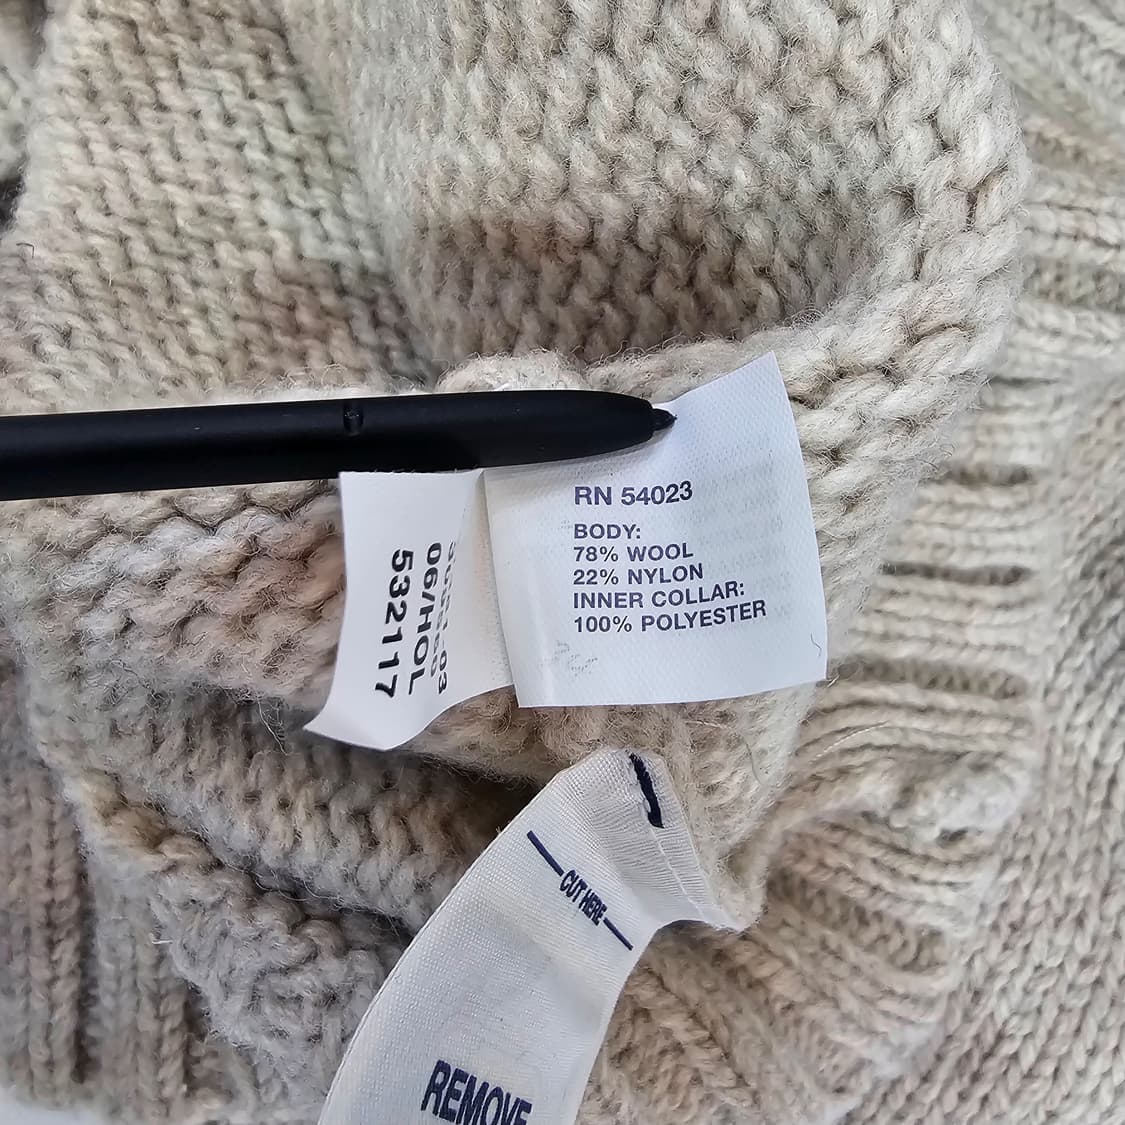 RN 54023
BODY:
78% WOOL
22% NYLON
INNER COLLAR:
100% POLYESTER
06/HOL
532117
CUT HERE
REMOVE